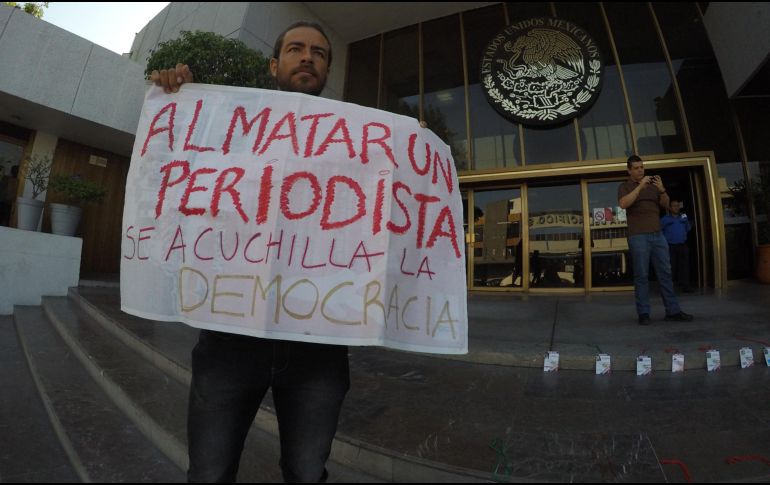 AL MATAR UN
PERIODISTA
SE ACUCHILLA LA
DEMOCRACIA
ESTADOS UNIDOS MEXICANOS